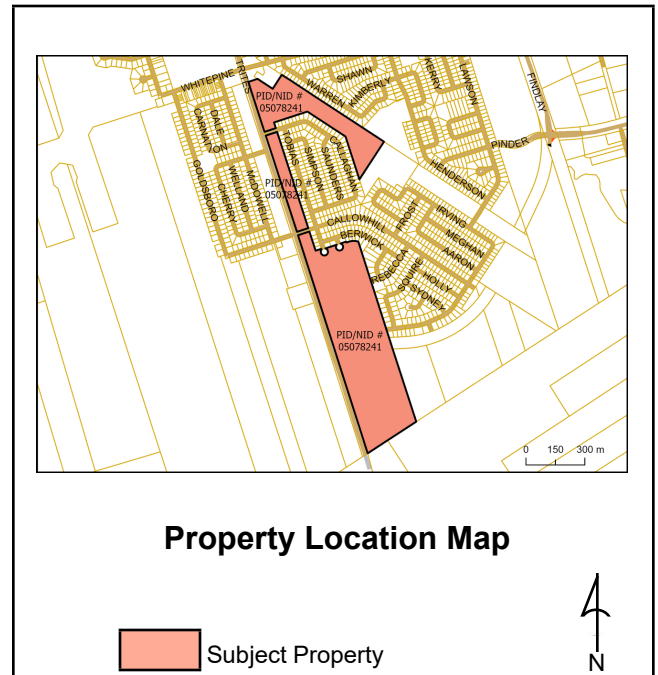 WHITEPINE
TRITES
WARREN
SHAWN
KIMBERLY
KERRY
LAWSON
FINDLAY
PINDER
PID/NID #
05078241
DALE
CARNATION
GOLDSBORO
CHERRY
WELLAND
MCDOWELL
TOBIAS
SIMPSON
SAUNDERS
CALLAGHAN
PID/NID #
05078241
HENDERSON
CALLOWHILL
BERWICK
FROST
IRVING
MEGHAN
AARON
REBECCA
SQUIRE
HOLLY
SYDNEY
PID/NID #
05078241
0 150 300 m
Property Location Map
Subject Property
N